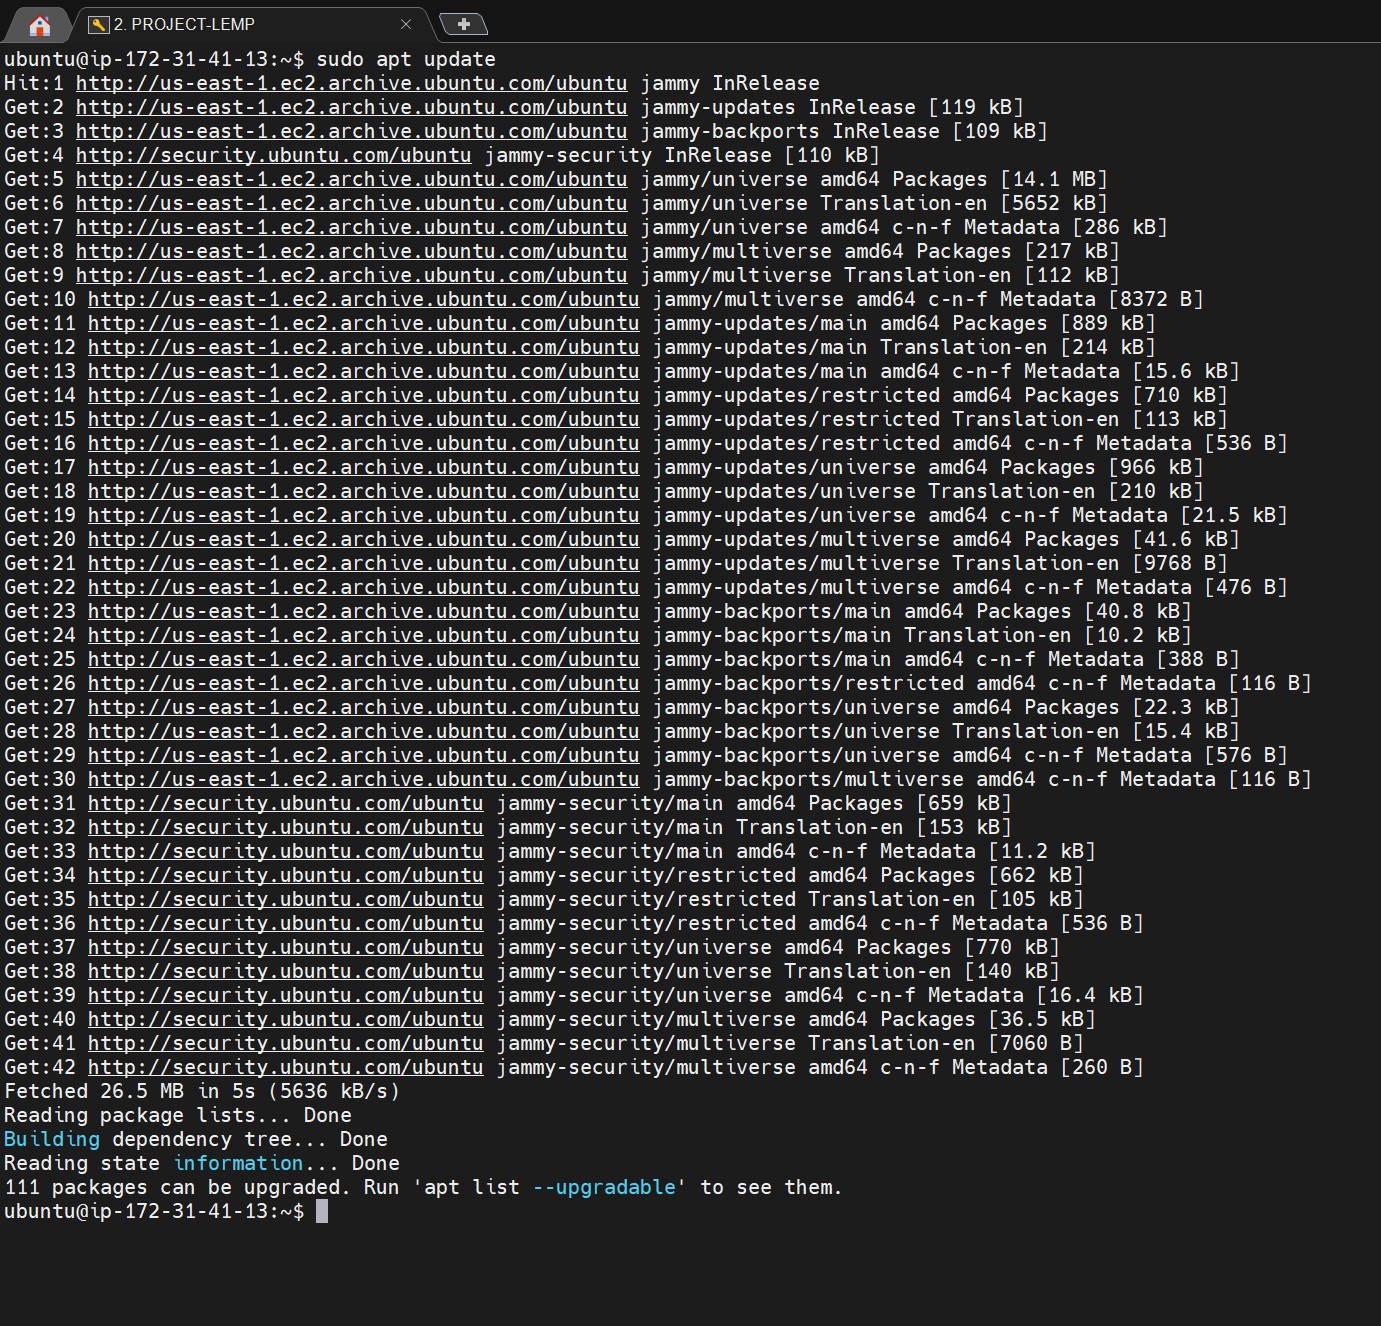 2. PROJECT-LEMP
ubuntu@ip-172-31-41-13:~$ sudo apt update
Hit:1 http://us-east-1.ec2.archive.ubuntu.com/ubuntu jammy InRelease
Get:2 http://us-east-1.ec2.archive.ubuntu.com/ubuntu jammy-updates InRelease [119 kB]
Get:3 http://us-east-1.ec2.archive.ubuntu.com/ubuntu jammy-backports InRelease [109 kB]
Get:4 http://security.ubuntu.com/ubuntu jammy-security InRelease [110 kB]
Get:5 http://us-east-1.ec2.archive.ubuntu.com/ubuntu jammy/universe amd64 Packages [14.1 MB]
Get:6 http://us-east-1.ec2.archive.ubuntu.com/ubuntu jammy/universe Translation-en [5652 kB]
Get:7 http://us-east-1.ec2.archive.ubuntu.com/ubuntu jammy/universe amd64 c-n-f Metadata [286 kB]
Get:8 http://us-east-1.ec2.archive.ubuntu.com/ubuntu jammy/multiverse amd64 Packages [217 kB]
Get:9 http://us-east-1.ec2.archive.ubuntu.com/ubuntu jammy/multiverse Translation-en [112 kB]
Get:10 http://us-east-1.ec2.archive.ubuntu.com/ubuntu jammy/multiverse amd64 c-n-f Metadata [8372 B]
Get:11 http://us-east-1.ec2.archive.ubuntu.com/ubuntu jammy-updates/main amd64 Packages [889 kB]
Get:12 http://us-east-1.ec2.archive.ubuntu.com/ubuntu jammy-updates/main Translation-en [214 kB]
Get:13 http://us-east-1.ec2.archive.ubuntu.com/ubuntu jammy-updates/main amd64 c-n-f Metadata [15.6 kB]
Get:14 http://us-east-1.ec2.archive.ubuntu.com/ubuntu jammy-updates/restricted amd64 Packages [710 kB]
Get:15 http://us-east-1.ec2.archive.ubuntu.com/ubuntu jammy-updates/restricted Translation-en [113 kB]
Get:16 http://us-east-1.ec2.archive.ubuntu.com/ubuntu jammy-updates/restricted amd64 c-n-f Metadata [536 B]
Get:17 http://us-east-1.ec2.archive.ubuntu.com/ubuntu jammy-updates/universe amd64 Packages [966 kB]
Get:18 http://us-east-1.ec2.archive.ubuntu.com/ubuntu jammy-updates/universe Translation-en [210 kB]
Get:19 http://us-east-1.ec2.archive.ubuntu.com/ubuntu jammy-updates/universe amd64 c-n-f Metadata [21.5 kB]
Get:20 http://us-east-1.ec2.archive.ubuntu.com/ubuntu jammy-updates/multiverse amd64 Packages [41.6 kB]
Get:21 http://us-east-1.ec2.archive.ubuntu.com/ubuntu jammy-updates/multiverse Translation-en [9768 B]
Get:22 http://us-east-1.ec2.archive.ubuntu.com/ubuntu jammy-updates/multiverse amd64 c-n-f Metadata [476 B]
Get:23 http://us-east-1.ec2.archive.ubuntu.com/ubuntu jammy-backports/main amd64 Packages [40.8 kB]
Get:24 http://us-east-1.ec2.archive.ubuntu.com/ubuntu jammy-backports/main Translation-en [10.2 kB]
Get:25 http://us-east-1.ec2.archive.ubuntu.com/ubuntu jammy-backports/main amd64 c-n-f Metadata [388 B]
Get:26 http://us-east-1.ec2.archive.ubuntu.com/ubuntu jammy-backports/restricted amd64 c-n-f Metadata [116 B]
Get:27 http://us-east-1.ec2.archive.ubuntu.com/ubuntu jammy-backports/universe amd64 Packages [22.3 kB]
Get:28 http://us-east-1.ec2.archive.ubuntu.com/ubuntu jammy-backports/universe Translation-en [15.4 kB]
Get:29 http://us-east-1.ec2.archive.ubuntu.com/ubuntu jammy-backports/universe amd64 c-n-f Metadata [576 B]
Get:30 http://us-east-1.ec2.archive.ubuntu.com/ubuntu jammy-backports/multiverse amd64 c-n-f Metadata [116 B]
Get:31 http://security.ubuntu.com/ubuntu jammy-security/main amd64 Packages [659 kB]
Get:32 http://security.ubuntu.com/ubuntu jammy-security/main Translation-en [153 kB]
Get:33 http://security.ubuntu.com/ubuntu jammy-security/main amd64 c-n-f Metadata [11.2 kB]
Get:34 http://security.ubuntu.com/ubuntu jammy-security/restricted amd64 Packages [662 kB]
Get:35 http://security.ubuntu.com/ubuntu jammy-security/restricted Translation-en [105 kB]
Get:36 http://security.ubuntu.com/ubuntu jammy-security/restricted amd64 c-n-f Metadata [536 B]
Get:37 http://security.ubuntu.com/ubuntu jammy-security/universe amd64 Packages [770 kB]
Get:38 http://security.ubuntu.com/ubuntu jammy-security/universe Translation-en [140 kB]
Get:39 http://security.ubuntu.com/ubuntu jammy-security/universe amd64 c-n-f Metadata [16.4 kB]
Get:40 http://security.ubuntu.com/ubuntu jammy-security/multiverse amd64 Packages [36.5 kB]
Get:41 http://security.ubuntu.com/ubuntu jammy-security/multiverse Translation-en [7060 B]
Get:42 http://security.ubuntu.com/ubuntu jammy-security/multiverse amd64 c-n-f Metadata [260 B]
Fetched 26.5 MB in 5s (5636 kB/s)
Reading package lists... Done
Building dependency tree... Done
Reading state information... Done
111 packages can be upgraded. Run 'apt list --upgradable' to see them.
ubuntu@ip-172-31-41-13:~$